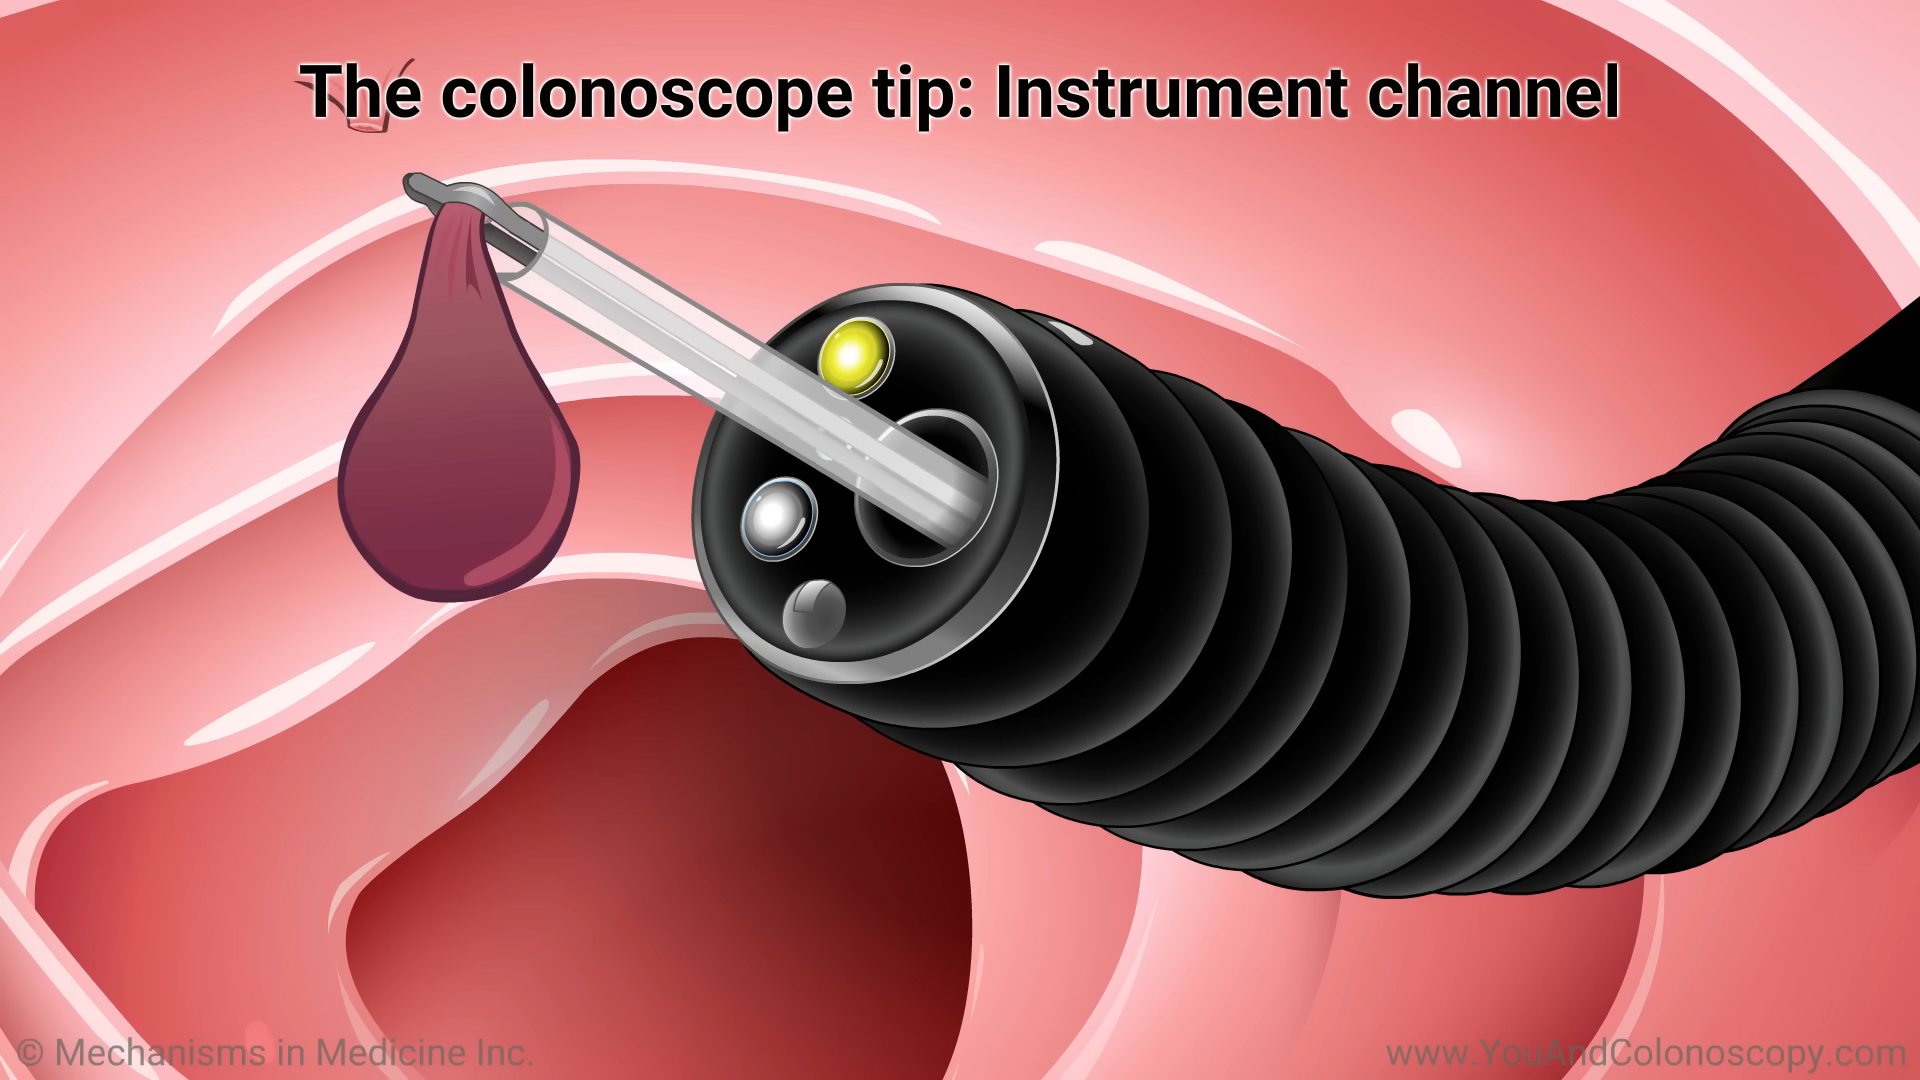 The colonoscope tip: Instrument channel
© Mechanisms in Medicine Inc.
www.YouAndColonoscopy.com